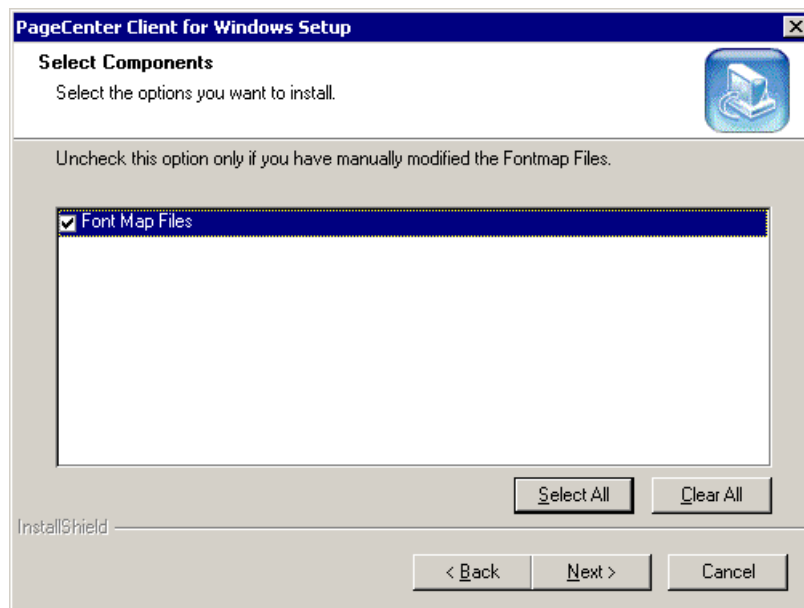 PageCenter Client for Windows Setup
Select Components
Select the options you want to install.
Uncheck this option only if you have manually modified the Fontmap Files.
Font Map Files
Select All Clear All
InstallShield
< Back Next > Cancel